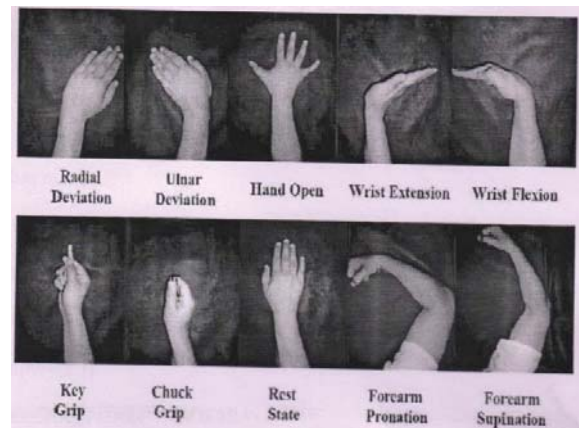 Radial
Deviation
Ulnar
Deviation
Hand Open
Wrist Extension
Wrist Flexion
Key
Grip
Chuck
Grip
Rest
State
Forearm
Pronation
Forearm
Supination